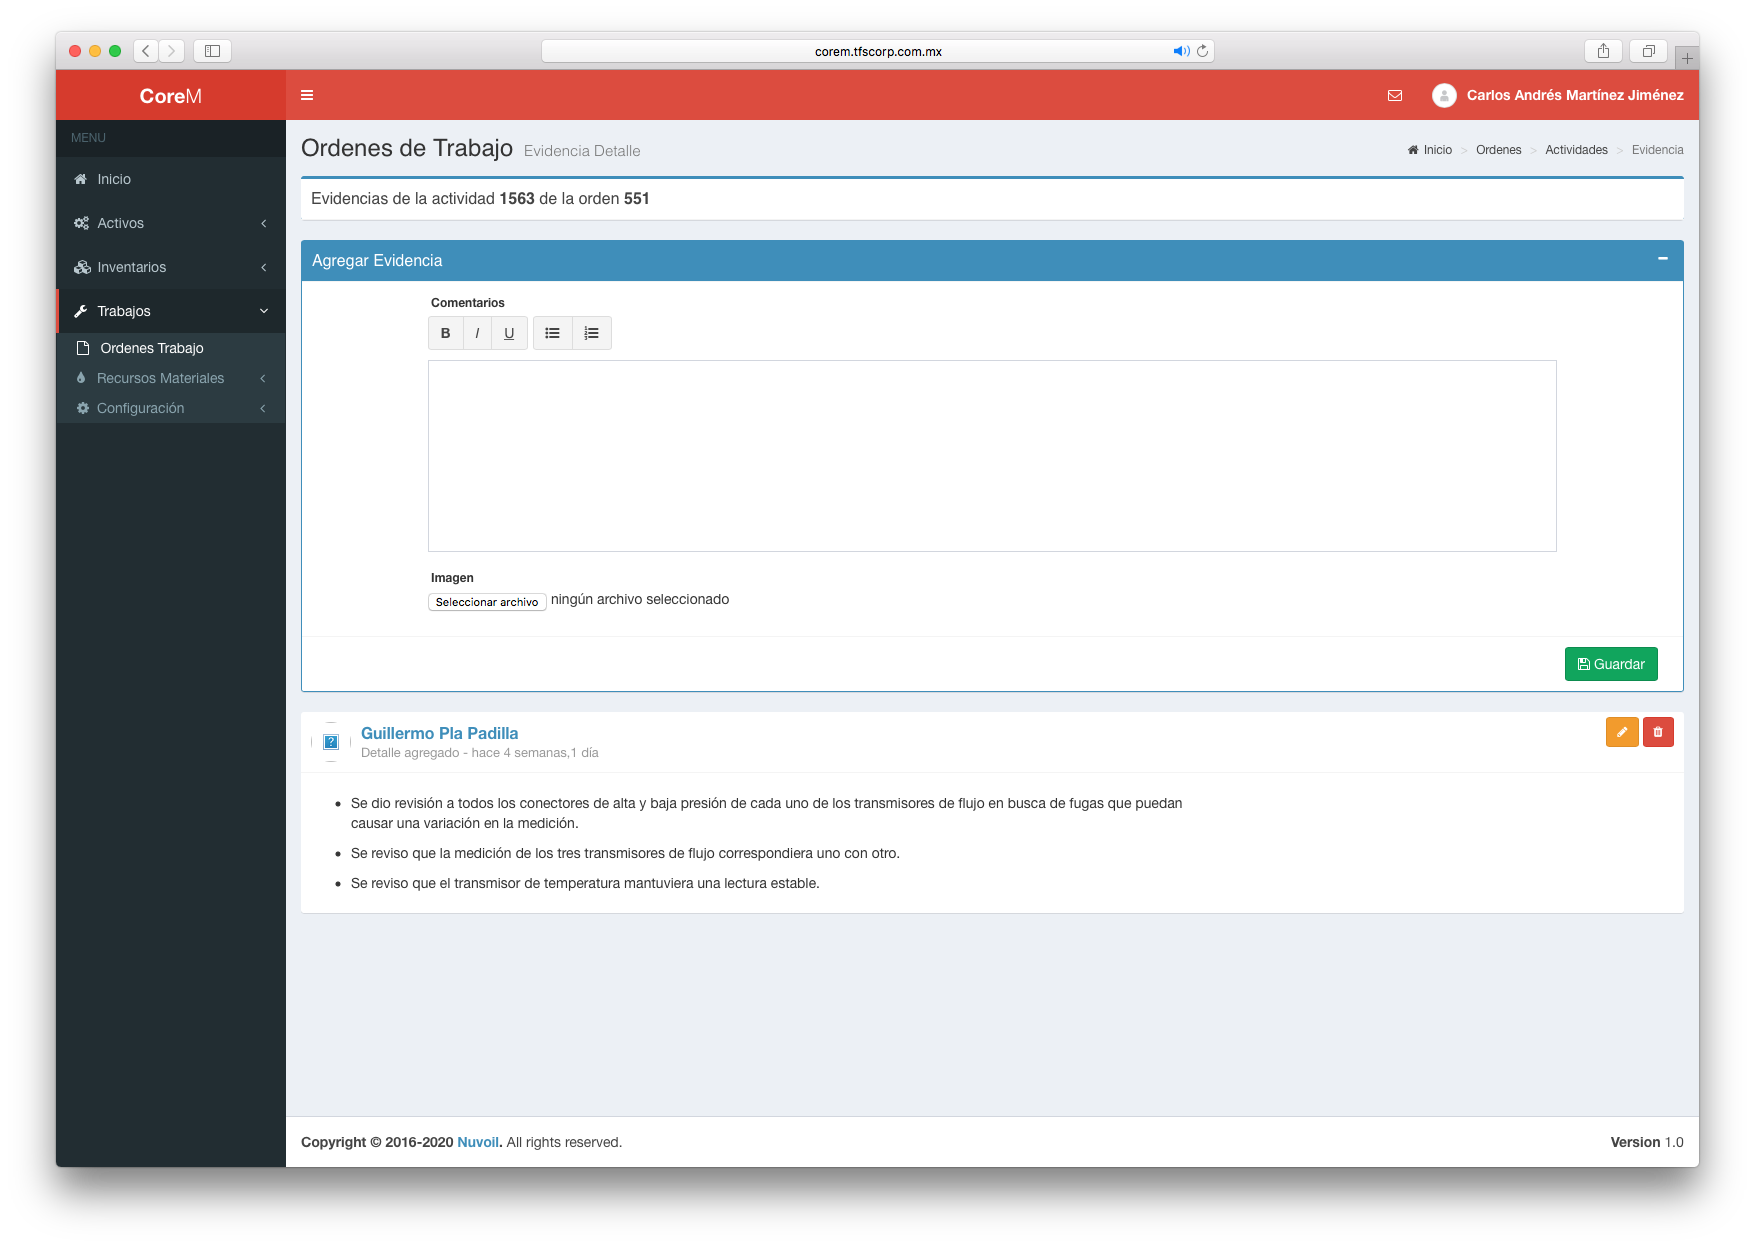 corem.tfscorp.com.mx
CoreM
Carlos Andrés Martínez Jiménez
MENU
Inicio
Activos
Inventarios
Trabajos
Ordenes Trabajo
Recursos Materiales
Configuración
Ordenes de Trabajo Evidencia Detalle
Inicio > Ordenes > Actividades > Evidencia
Evidencias de la actividad 1563 de la orden 551
Agregar Evidencia
Comentarios
B I U
Imagen
Seleccionar archivo ningún archivo seleccionado
Guardar
Guillermo Pla Padilla
Detalle agregado - hace 4 semanas,1 día
• Se dio revisión a todos los conectores de alta y baja presión de cada uno de los transmisores de flujo en busca de fugas que puedan
causar una variación en la medición.
• Se reviso que la medición de los tres transmisores de flujo correspondiera uno con otro.
• Se reviso que el transmisor de temperatura mantuviera una lectura estable.
Copyright © 2016-2020 Nuvoil. All rights reserved.
Version 1.0